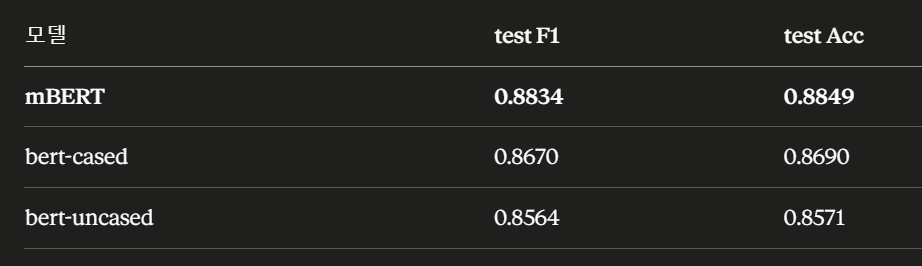 모델 test F1 test Acc
mBERT 0.8834 0.8849
bert-cased 0.8670 0.8690
bert-uncased 0.8564 0.8571